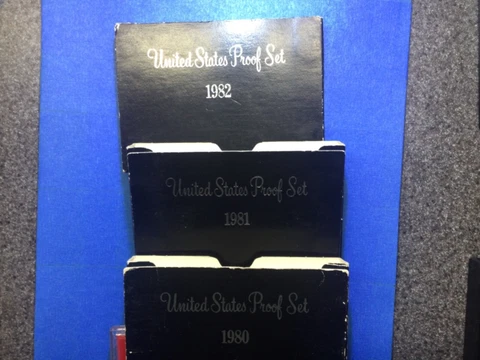 United States Proof Set
1982
United States Proof Set
1981
United States Proof Set
1980